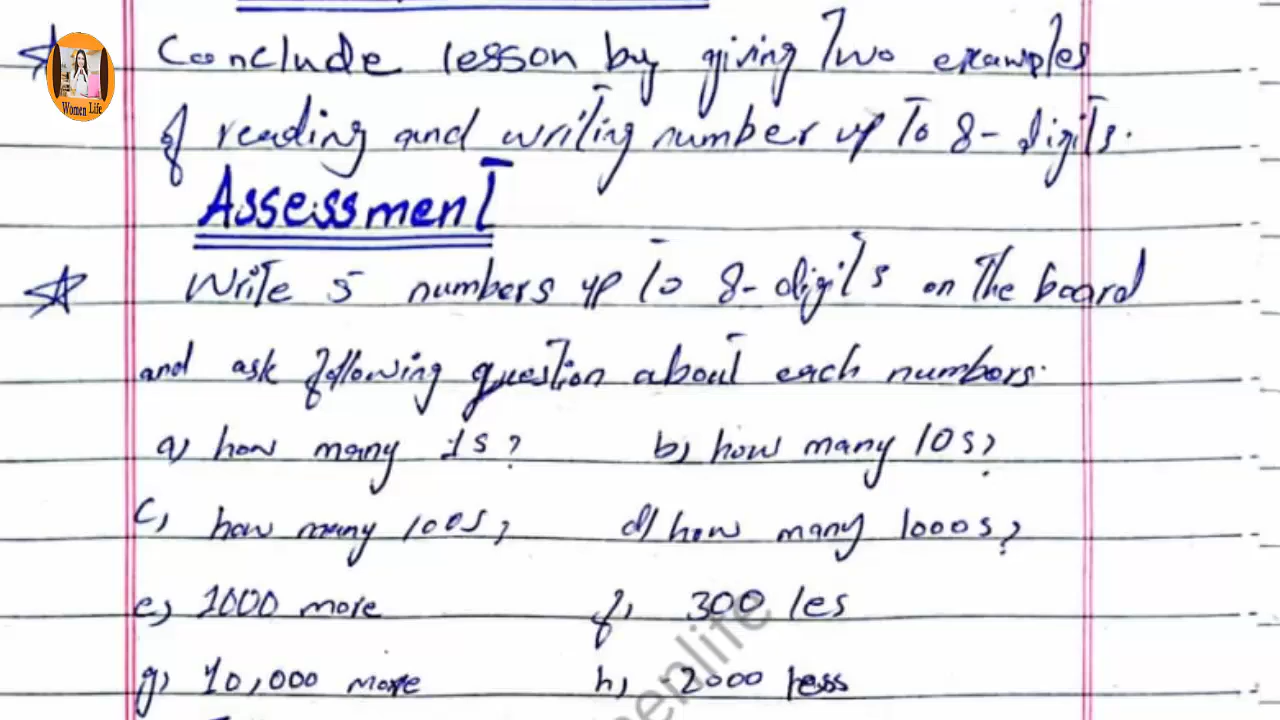 Conclude lesson by giving Two examples
of reading and writing number up To 8-digits.
Assessment
Write 5 numbers up to 8-digits on The board
and ask following question about each numbers.
a) how many 1s? b) how many 10s?
c) how many 100s? d) how many 1000s?
e) 1000 more f) 300 les
g) 10,000 more h) 2000 less
Women Life
enlife